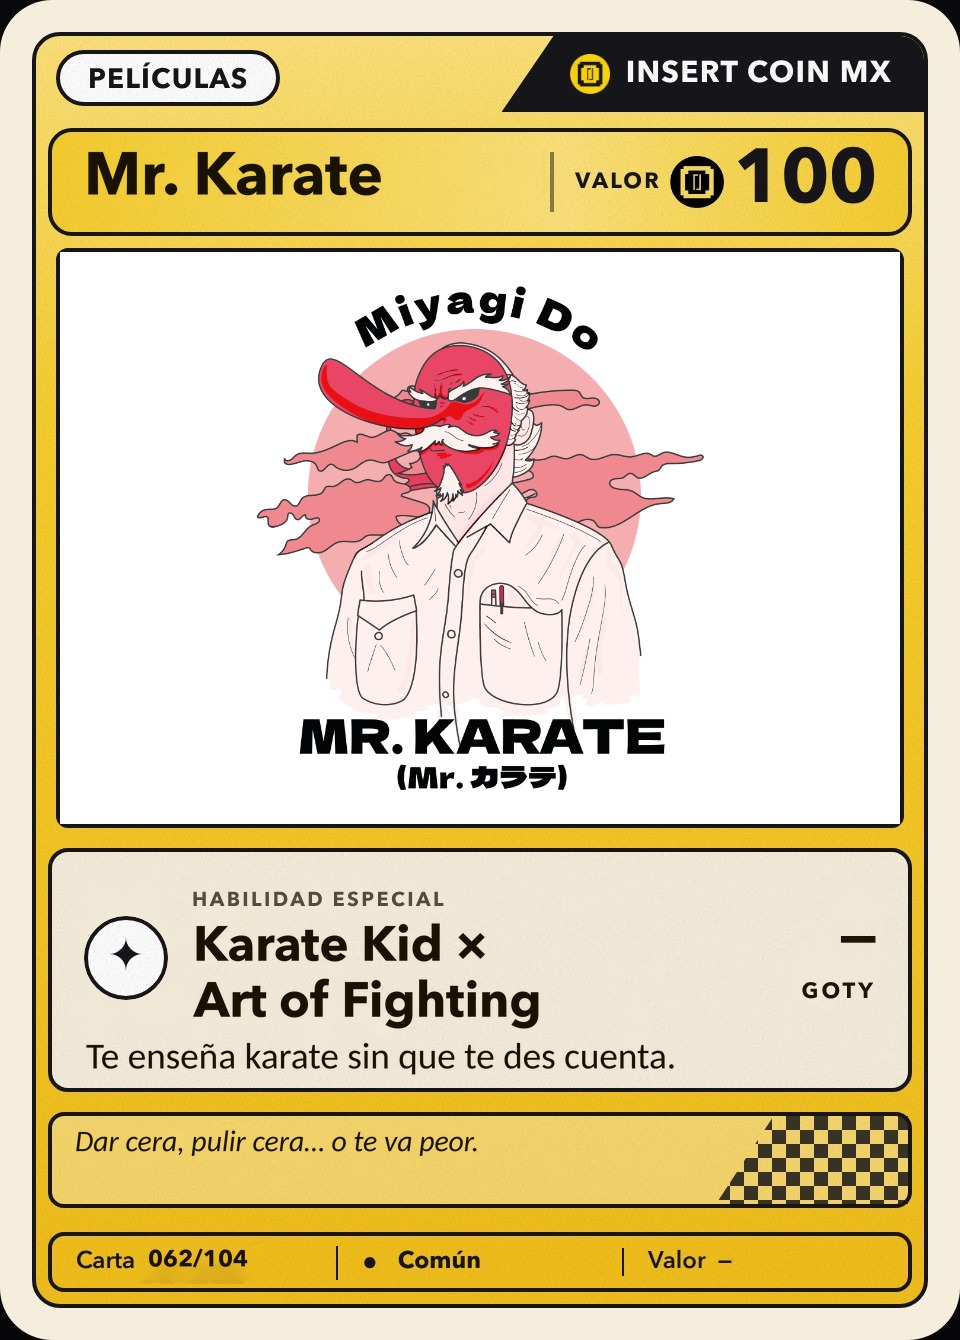 PELÍCULAS
INSERT COIN MX
Mr. Karate
VALOR 100
Miyagi Do
MR. KARATE
(Mr. カラテ)
HABILIDAD ESPECIAL
Karate Kid ×
Art of Fighting
—
GOTY
Te enseña karate sin que te des cuenta.
Dar cera, pulir cera... o te va peor.
Carta 062/104 • Común Valor –